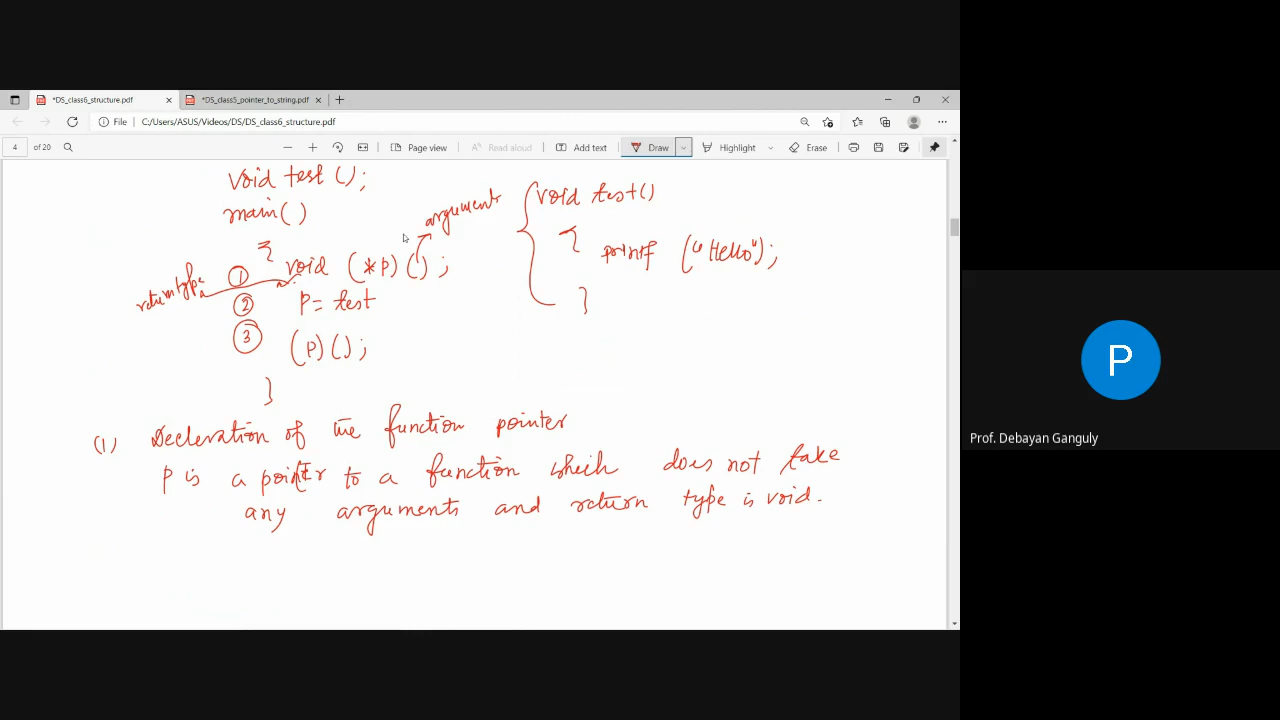 *DS_class6_structure.pdf
*DS_class5_pointer_to_string.pdf
File C:/Users/ASUS/Videos/DS/DS_class6_structure.pdf
4 of 20
Page view
Read aloud
Add text
Draw
Highlight
Erase
void test ();
main()
{
argument
return type
① void (*P) ();
② P = test
③ (P) ();
}
void test()
{ printf ("Hello");
}
(1) Decleration of the function pointer
P is a pointer to a function which does not take
any arguments and return type is void.
P
Prof. Debayan Ganguly